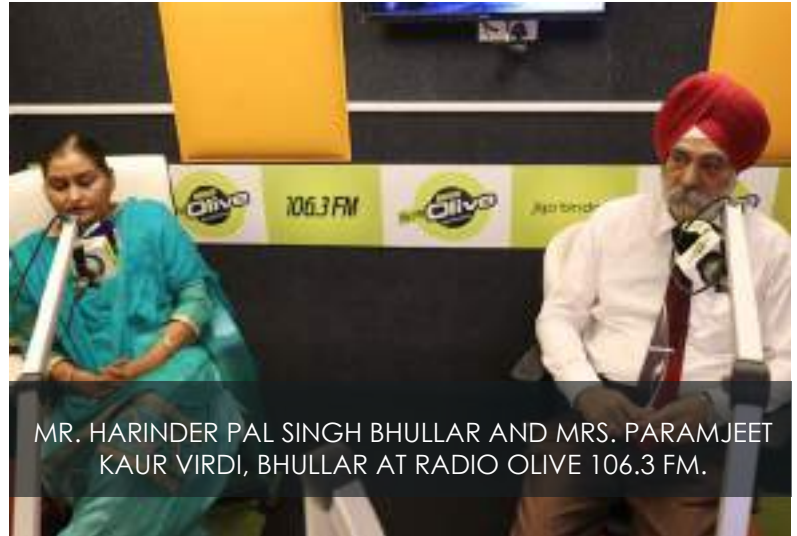 Olive
106.3 FM
Olive
MR. HARINDER PAL SINGH BHULLAR AND MRS. PARAMJEET
KAUR VIRDI, BHULLAR AT RADIO OLIVE 106.3 FM.